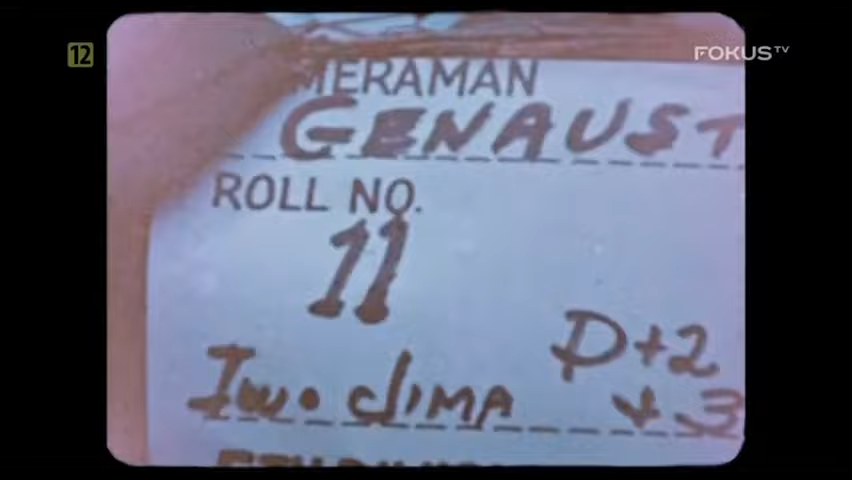 12
FOKUS TV
MERAMAN
GENAUST
ROLL NO.
11
D+2
Iwo JIMA + 3